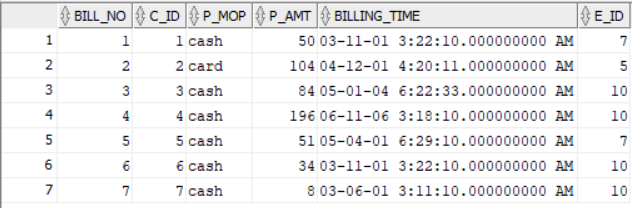 BILL_NO C_ID P_MOP P_AMT BILLING_TIME E_ID
1 1 1 cash 50 03-11-01 3:22:10.000000000 AM 7
2 2 2 card 104 04-12-01 4:20:11.000000000 AM 5
3 3 3 cash 84 05-01-04 6:22:33.000000000 AM 10
4 4 4 cash 196 06-11-06 3:18:10.000000000 AM 10
5 5 5 cash 51 05-04-01 6:29:10.000000000 AM 7
6 6 6 cash 34 03-11-01 3:22:10.000000000 AM 10
7 7 7 cash 8 03-06-01 3:11:10.000000000 AM 10